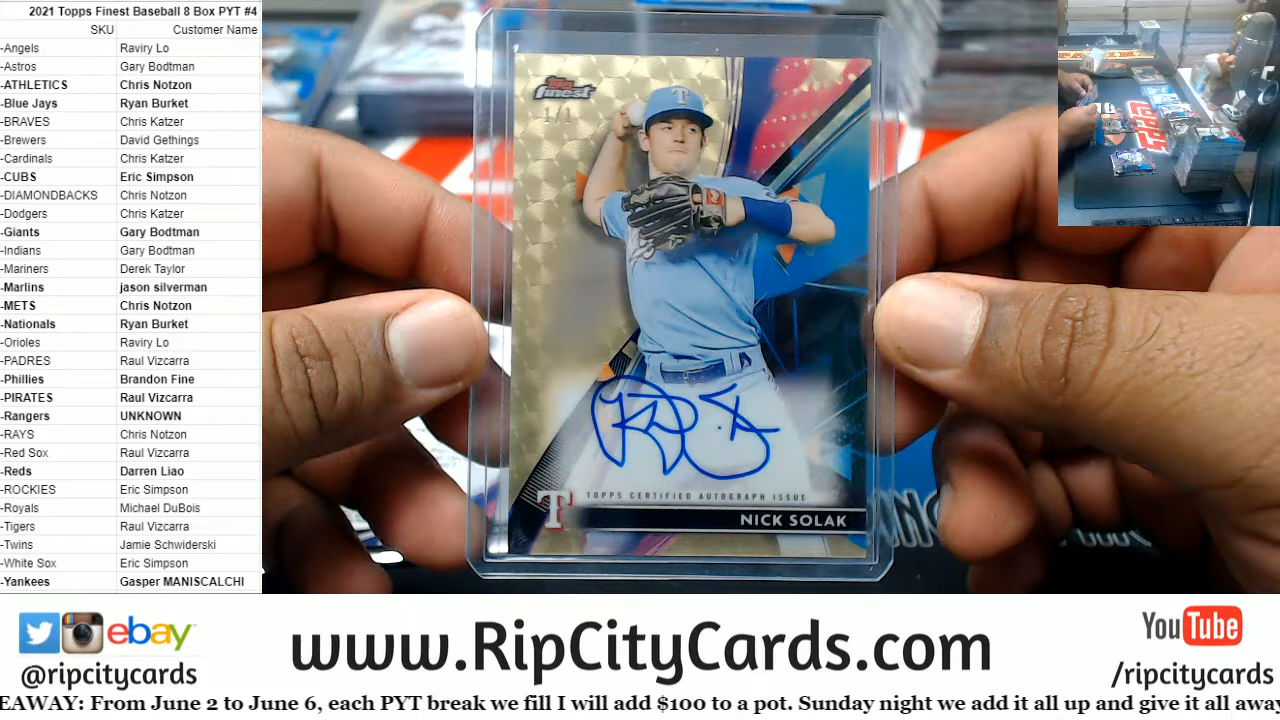 2021 Topps Finest Baseball 8 Box PYT #4
SKU Customer Name
-Angels Raviry Lo
-Astros Gary Bodtman
-ATHLETICS Chris Notzon
-Blue Jays Ryan Burket
-BRAVES Chris Katzer
-Brewers David Gethings
-Cardinals Chris Katzer
-CUBS Eric Simpson
-DIAMONDBACKS Chris Notzon
-Dodgers Chris Katzer
-Giants Gary Bodtman
-Indians Gary Bodtman
-Mariners Derek Taylor
-Marlins jason silverman
-METS Chris Notzon
-Nationals Ryan Burket
-Orioles Raviry Lo
-PADRES Raul Vizcarra
-Phillies Brandon Fine
-PIRATES Raul Vizcarra
-Rangers UNKNOWN
-RAYS Chris Notzon
-Red Sox Raul Vizcarra
-Reds Darren Liao
-ROCKIES Eric Simpson
-Royals Michael DuBois
-Tigers Raul Vizcarra
-Twins Jamie Schwiderski
-White Sox Eric Simpson
-Yankees Gasper MANISCALCHI
Topps
finest
1/1
T
TOPPS CERTIFIED AUTOGRAPH ISSUE
T
NICK SOLAK
ebay
@ripcitycards
www.RipCityCards.com
YouTube
/ripcitycards
EAWAY: From June 2 to June 6, each PYT break we fill I will add $100 to a pot. Sunday night we add it all up and give it all away